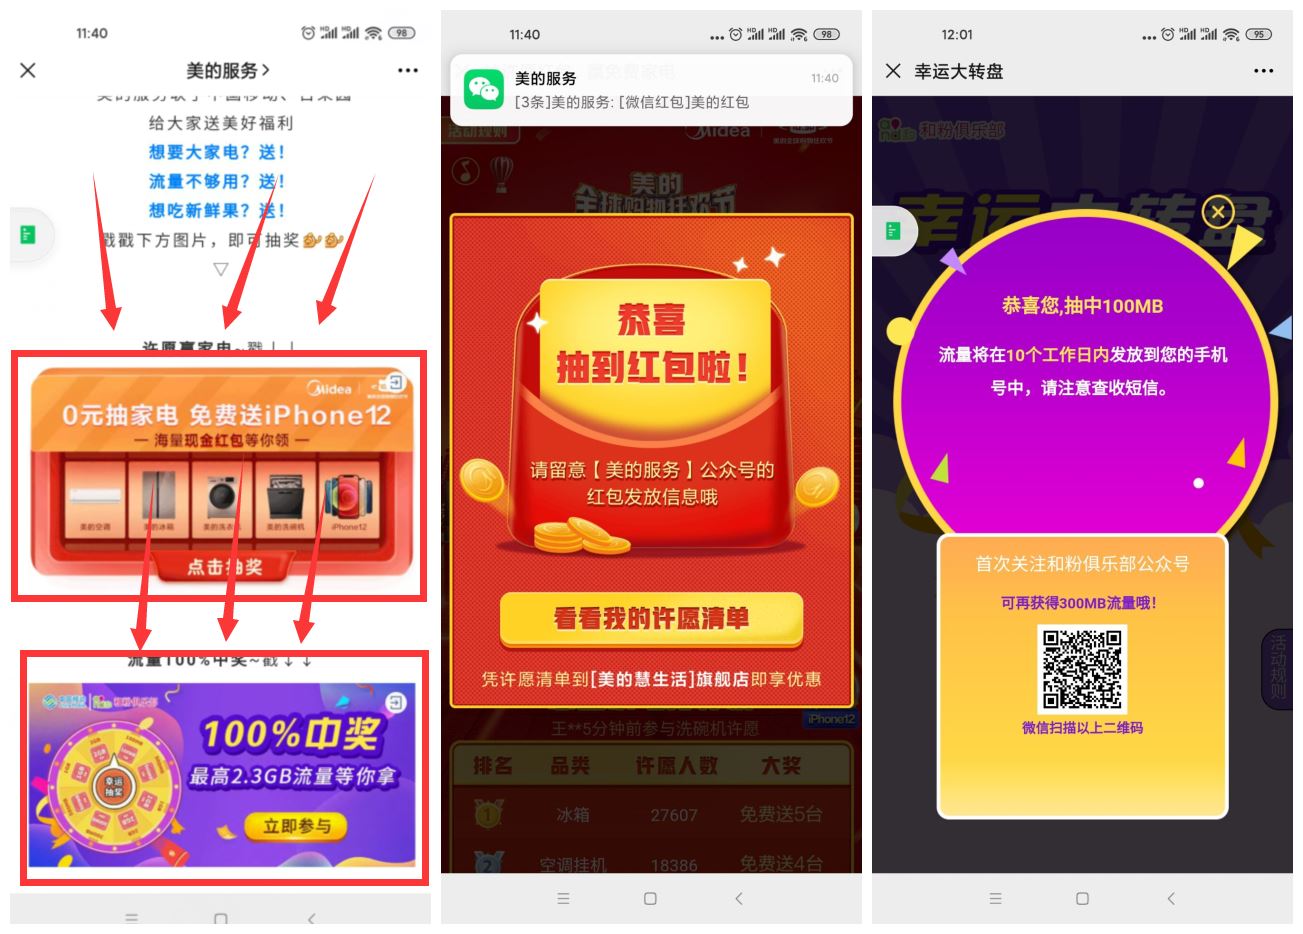 11:40
98
美的服务
给大家送美好福利
想要大家电？送！
流量不够用？送！
想吃新鲜果？送！
戳戳下方图片，即可抽奖
许愿赢家电~戳↓↓
Midea
0元抽家电 免费送iPhone12
海量现金红包等你领
美的空调
美的冰箱
美的洗衣机
美的洗碗机
iPhone12
点击抽奖
流量100%中奖~戳↓↓
中国移动
和粉俱乐部
100%中奖
最高2.3GB流量等你拿
幸运
抽奖
立即参与
11:40
98
美的服务
11:40
[3条]美的服务: [微信红包]美的红包
活动规则
Midea
美的
全球购物狂欢节
恭喜
抽到红包啦！
请留意【美的服务】公众号的
红包发放信息哦
看看我的许愿清单
凭许愿清单到[美的慧生活]旗舰店即享优惠
iPhone12
王**5分钟前参与洗碗机许愿
排名 品类 许愿人数 大奖
1 冰箱 27607 免费送5台
2 空调挂机 18386 免费送4台
12:01
95
幸运大转盘
和粉俱乐部
幸运大转盘
恭喜您,抽中100MB
流量将在10个工作日内发放到您的手机
号中，请注意查收短信。
首次关注和粉俱乐部公众号
可再获得300MB流量哦！
微信扫描以上二维码
活动规则